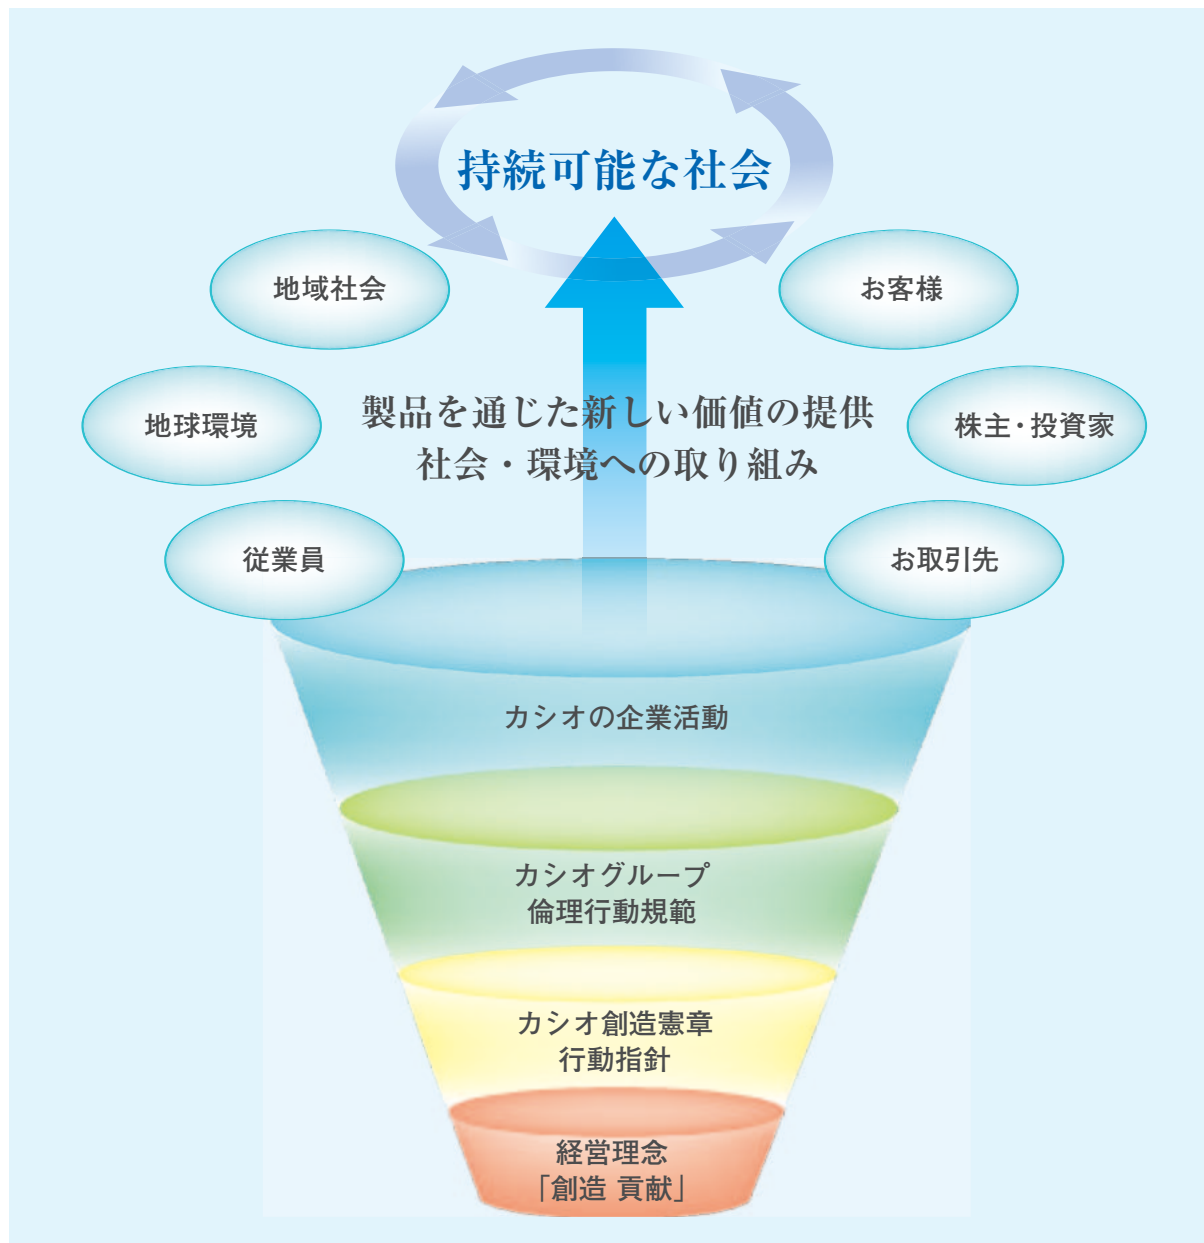 持続可能な社会
地域社会
お客様
地球環境
製品を通じた新しい価値の提供
社会・環境への取り組み
株主・投資家
従業員
お取引先
カシオの企業活動
カシオグループ
倫理行動規範
カシオ創造憲章
行動指針
経営理念
「創造 貢献」